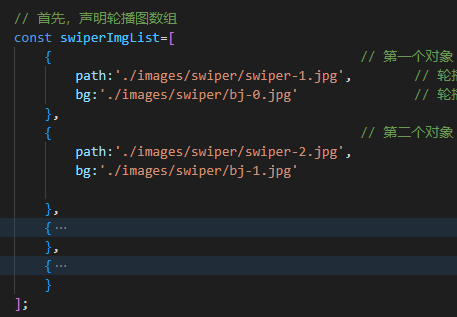 // 首先，声明轮播图数组
const swiperImgList=[
{ // 第一个对象
path:'./images/swiper/swiper-1.jpg', // 轮播
bg:'./images/swiper/bj-0.jpg' // 轮播
},
{ // 第二个对象
path:'./images/swiper/swiper-2.jpg',
bg:'./images/swiper/bj-1.jpg'
},
{…
},
{…
}
];